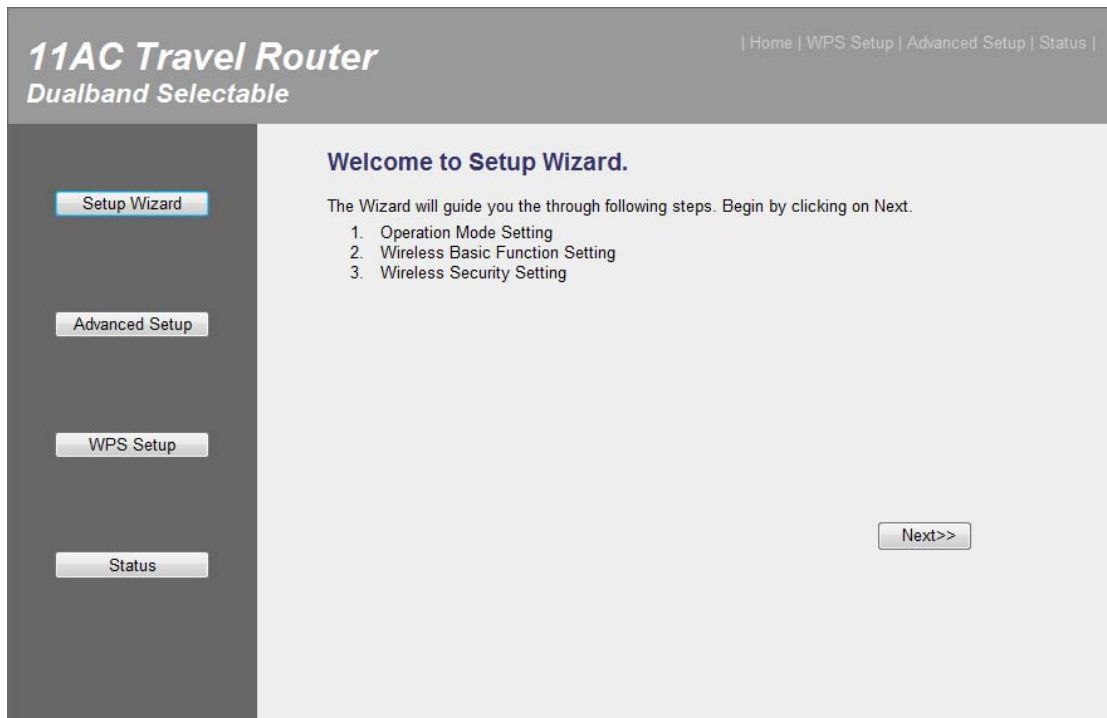 11AC Travel Router
Dualband Selectable
| Home | WPS Setup | Advanced Setup | Status |
Setup Wizard
Advanced Setup
WPS Setup
Status
Welcome to Setup Wizard.
The Wizard will guide you the through following steps. Begin by clicking on Next.
1. Operation Mode Setting
2. Wireless Basic Function Setting
3. Wireless Security Setting
Next>>